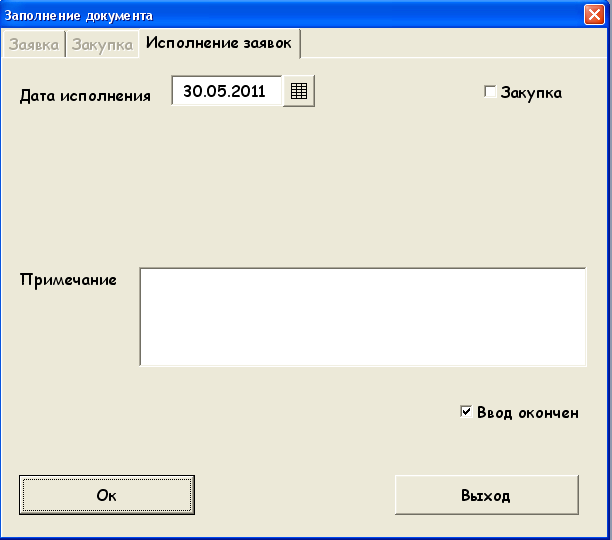 Заполнение документа
Заявка Закупка Исполнение заявок
Дата исполнения 30.05.2011 Закупка
Примечание
Ввод окончен
Ок Выход